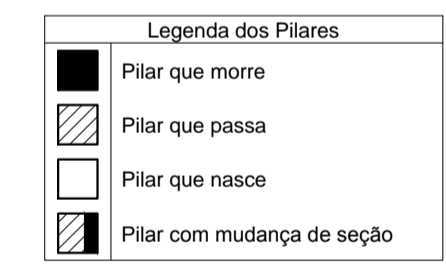 Legenda dos Pilares
Pilar que morre
Pilar que passa
Pilar que nasce
Pilar com mudança de seção